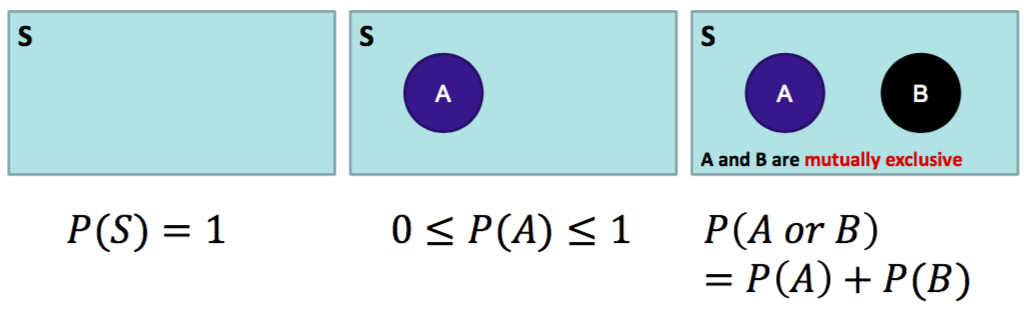 S
S
A
S
A
B
A and B are mutually exclusive
P(S) = 1
0 ≤ P(A) ≤ 1
P(A or B)
= P(A) + P(B)